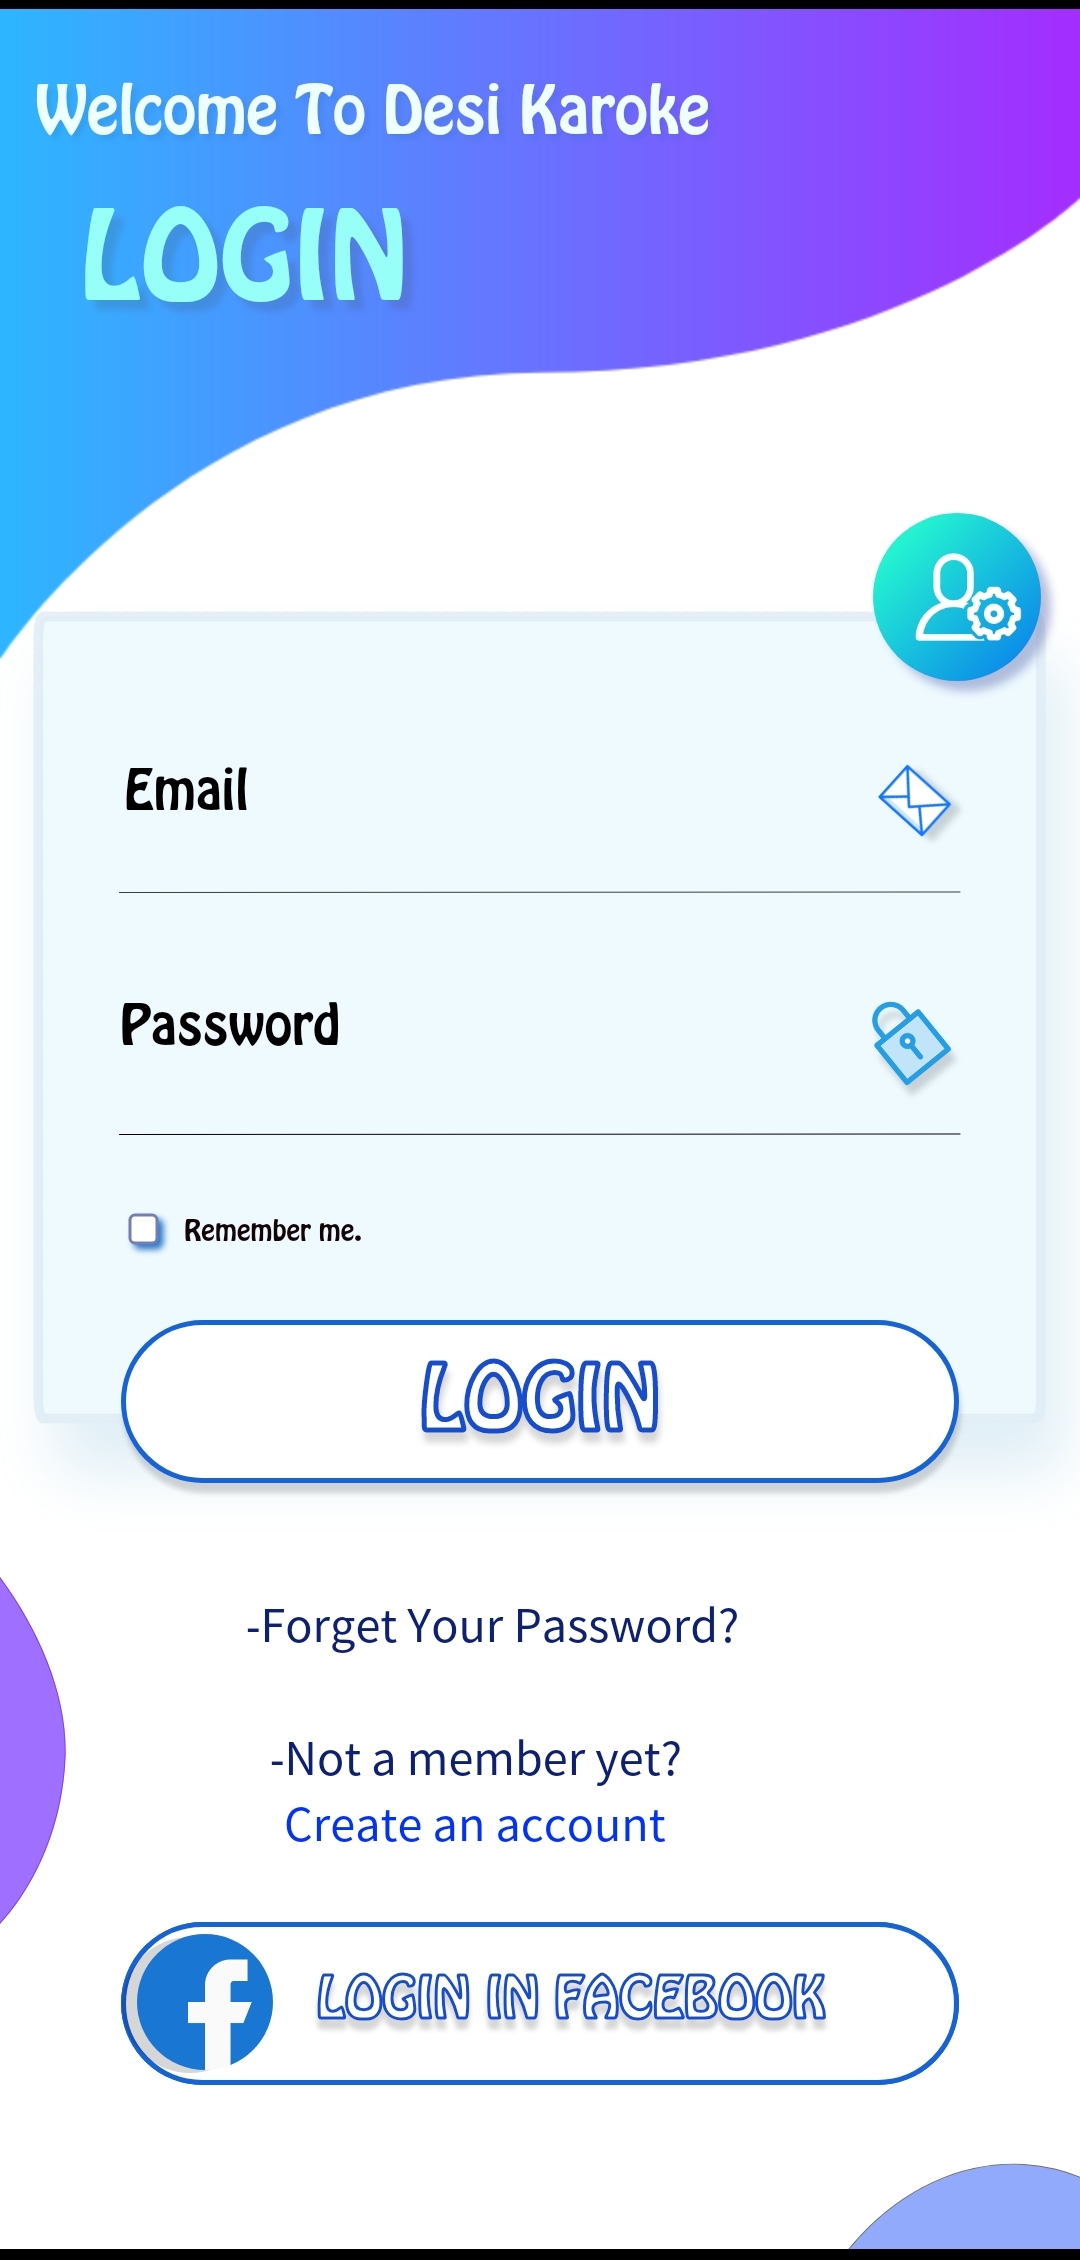 Welcome To Desi Karoke
LOGIN
Email
Password
Remember me.
LOGIN
-Forget Your Password?
-Not a member yet?
Create an account
LOGIN IN FACEBOOK